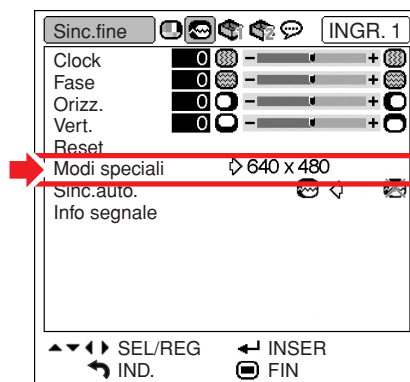 Sinc.fine INGR. 1
Clock 0 - +
Fase 0 - +
Orizz. 0 - +
Vert. 0 - +
Reset
Modi speciali 640 x 480
Sinc.auto.
Info segnale
SEL/REG INSER
IND. FIN